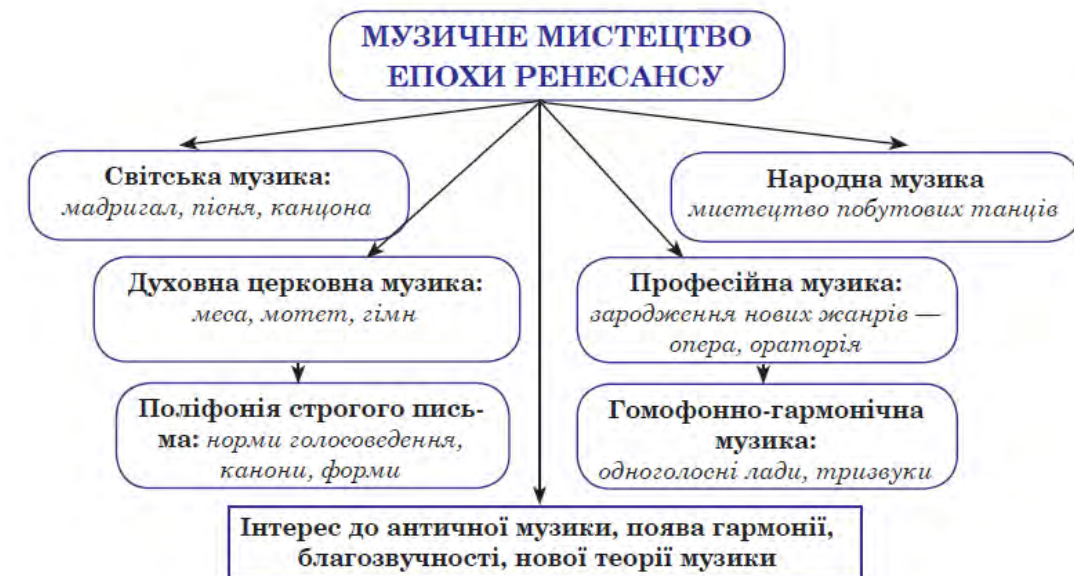 МУЗИЧНЕ МИСТЕЦТВО
ЕПОХИ РЕНЕСАНСУ
Світська музика:
мадригал, пісня, канцона
Народна музика
мистецтво побутових танців
Духовна церковна музика:
меса, мотет, гімн
Професійна музика:
зародження нових жанрів —
опера, ораторія
Поліфонія строгого пись-
ма: норми голосоведення,
канони, форми
Гомофонно-гармонічна
музика:
одноголосні лади, тризвуки
Інтерес до античної музики, поява гармонії,
благозвучності, нової теорії музики